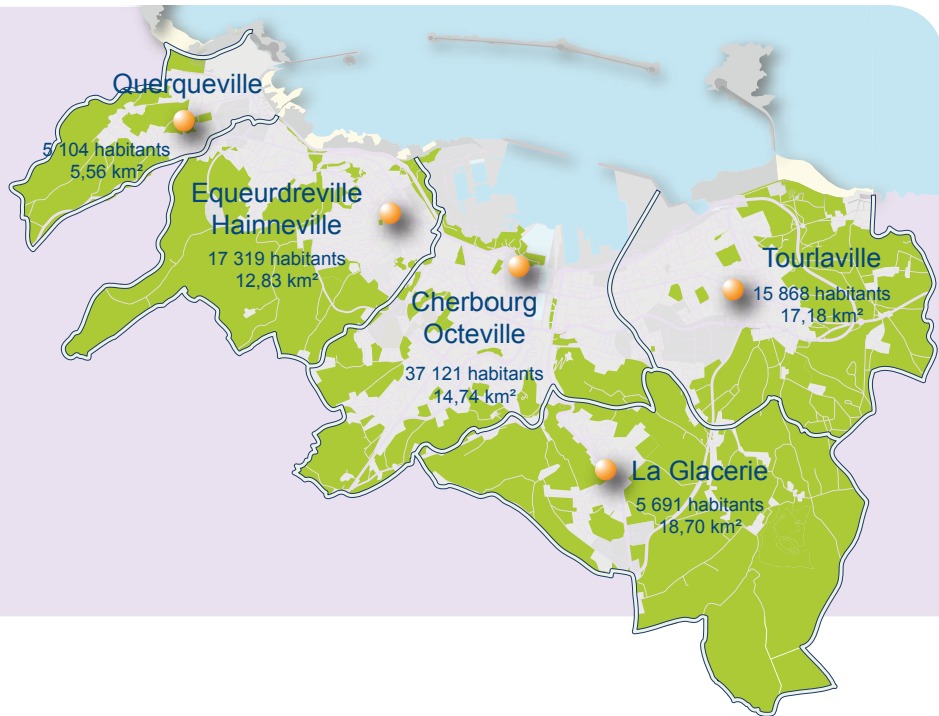 Querqueville
5 104 habitants
5,56 km²
Equeurdreville
Hainneville
17 319 habitants
12,83 km²
Cherbourg
Octeville
37 121 habitants
14,74 km²
Tourlaville
15 868 habitants
17,18 km²
La Glacerie
5 691 habitants
18,70 km²